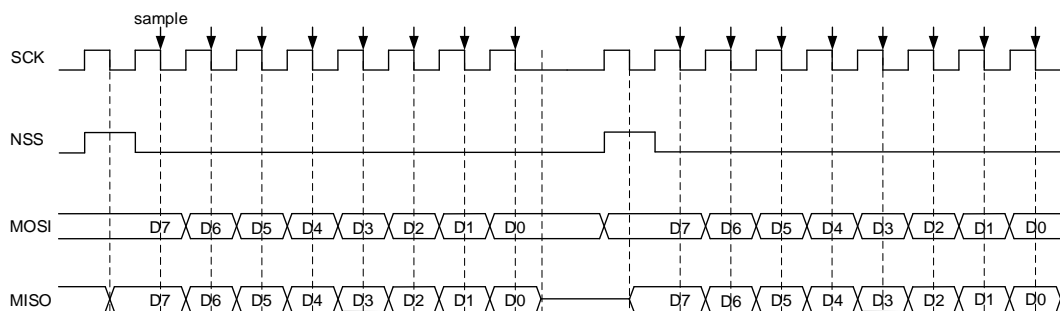 sample
SCK
NSS
MOSI D7 D6 D5 D4 D3 D2 D1 D0 D7 D6 D5 D4 D3 D2 D1 D0
MISO D7 D6 D5 D4 D3 D2 D1 D0 D7 D6 D5 D4 D3 D2 D1 D0